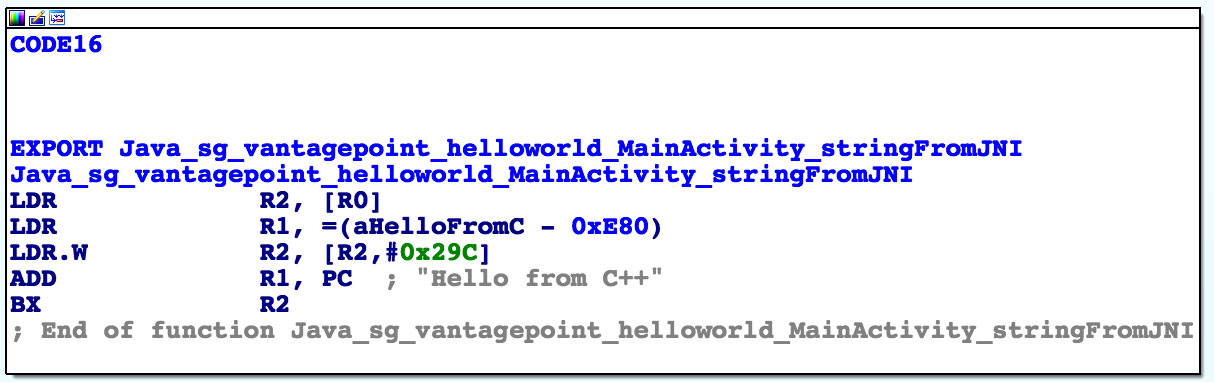 CODE16
EXPORT Java_sg_vantagepoint_helloworld_MainActivity_stringFromJNI
Java_sg_vantagepoint_helloworld_MainActivity_stringFromJNI
LDR R2, [R0]
LDR R1, =(aHelloFromC - 0xE80)
LDR.W R2, [R2,#0x29C]
ADD R1, PC ; "Hello from C++"
BX R2
; End of function Java_sg_vantagepoint_helloworld_MainActivity_stringFromJNI